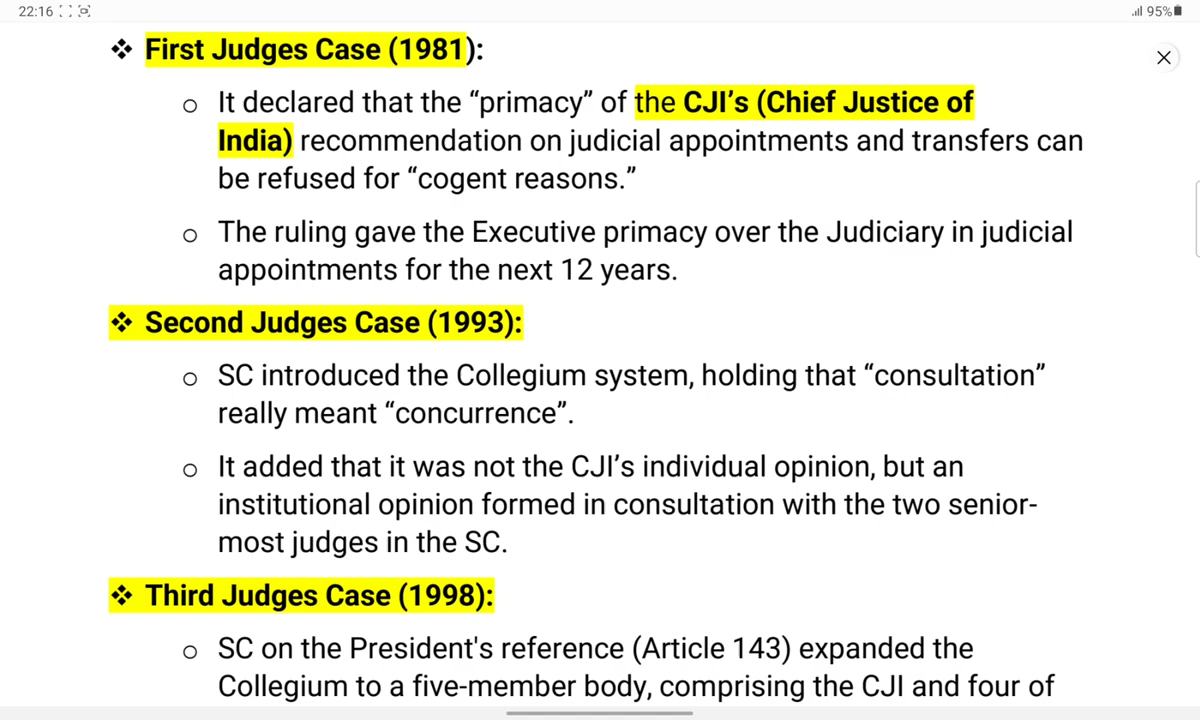 22:16
95%
❖ First Judges Case (1981):
o It declared that the “primacy” of the CJI’s (Chief Justice of
India) recommendation on judicial appointments and transfers can
be refused for “cogent reasons.”
o The ruling gave the Executive primacy over the Judiciary in judicial
appointments for the next 12 years.
❖ Second Judges Case (1993):
o SC introduced the Collegium system, holding that “consultation”
really meant “concurrence”.
o It added that it was not the CJI’s individual opinion, but an
institutional opinion formed in consultation with the two senior-
most judges in the SC.
❖ Third Judges Case (1998):
o SC on the President's reference (Article 143) expanded the
Collegium to a five-member body, comprising the CJI and four of